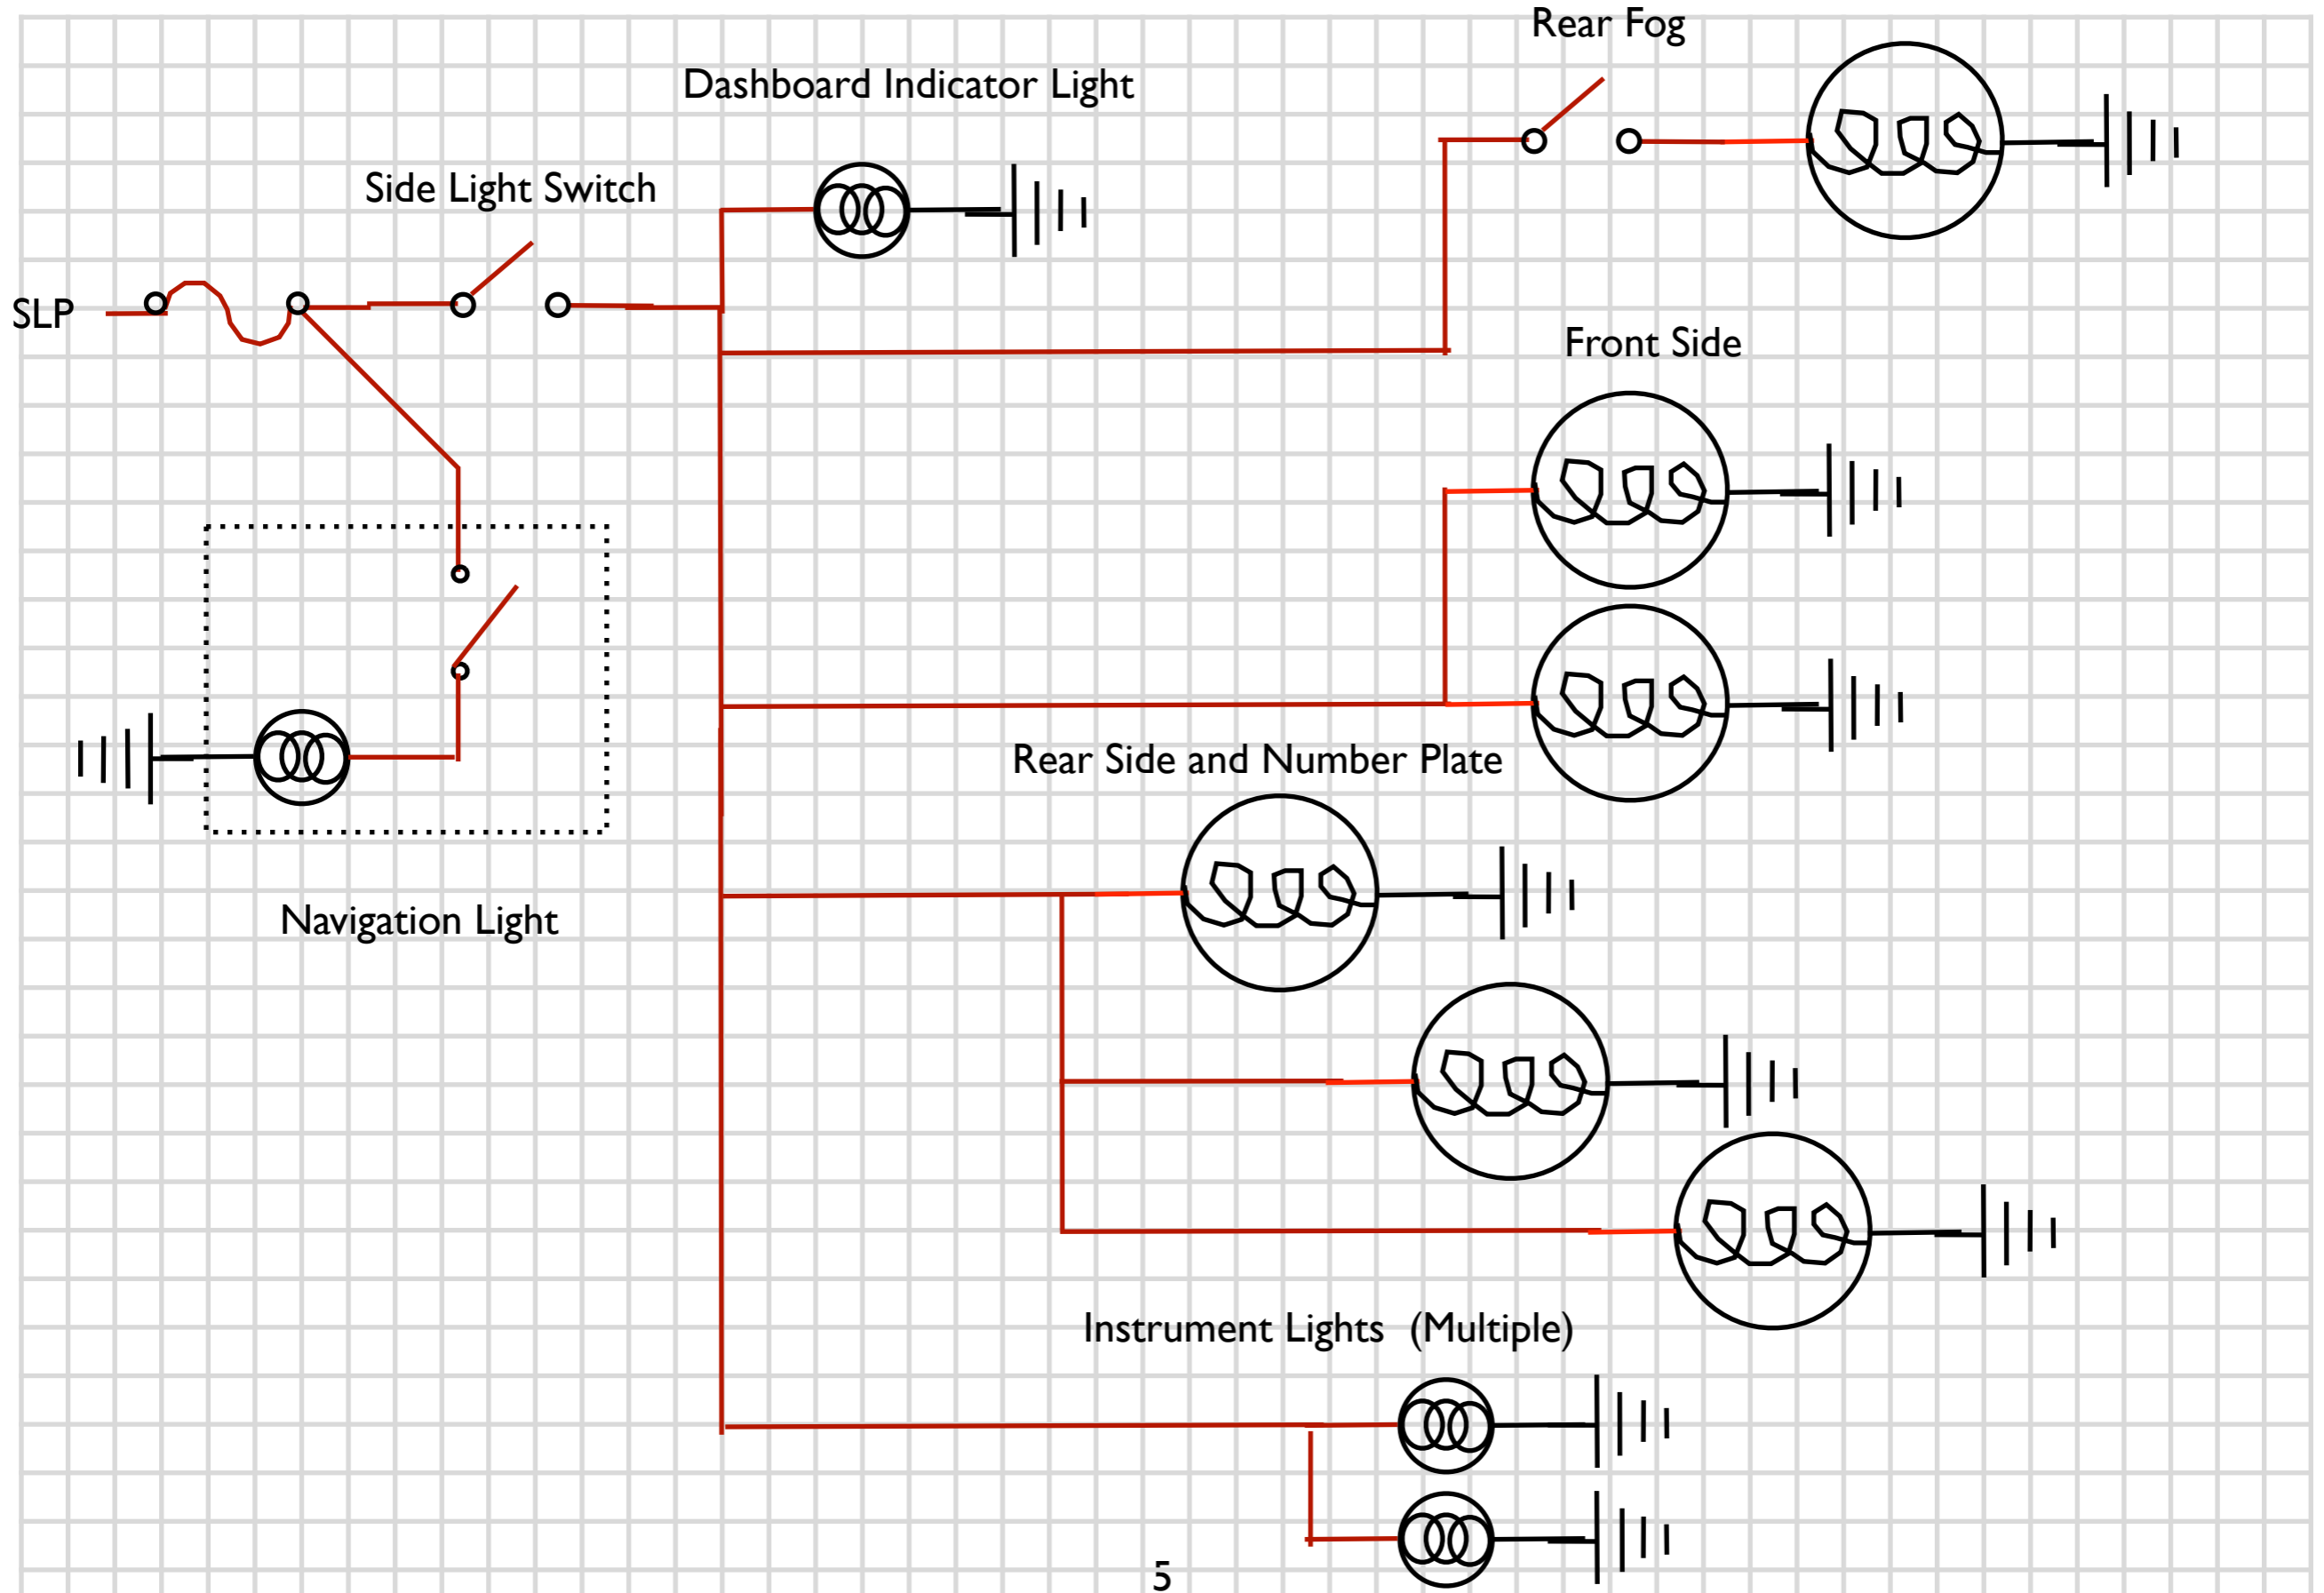 Rear Fog
Dashboard Indicator Light
Side Light Switch
SLP
Front Side
Rear Side and Number Plate
Navigation Light
Instrument Lights  (Multiple)
5